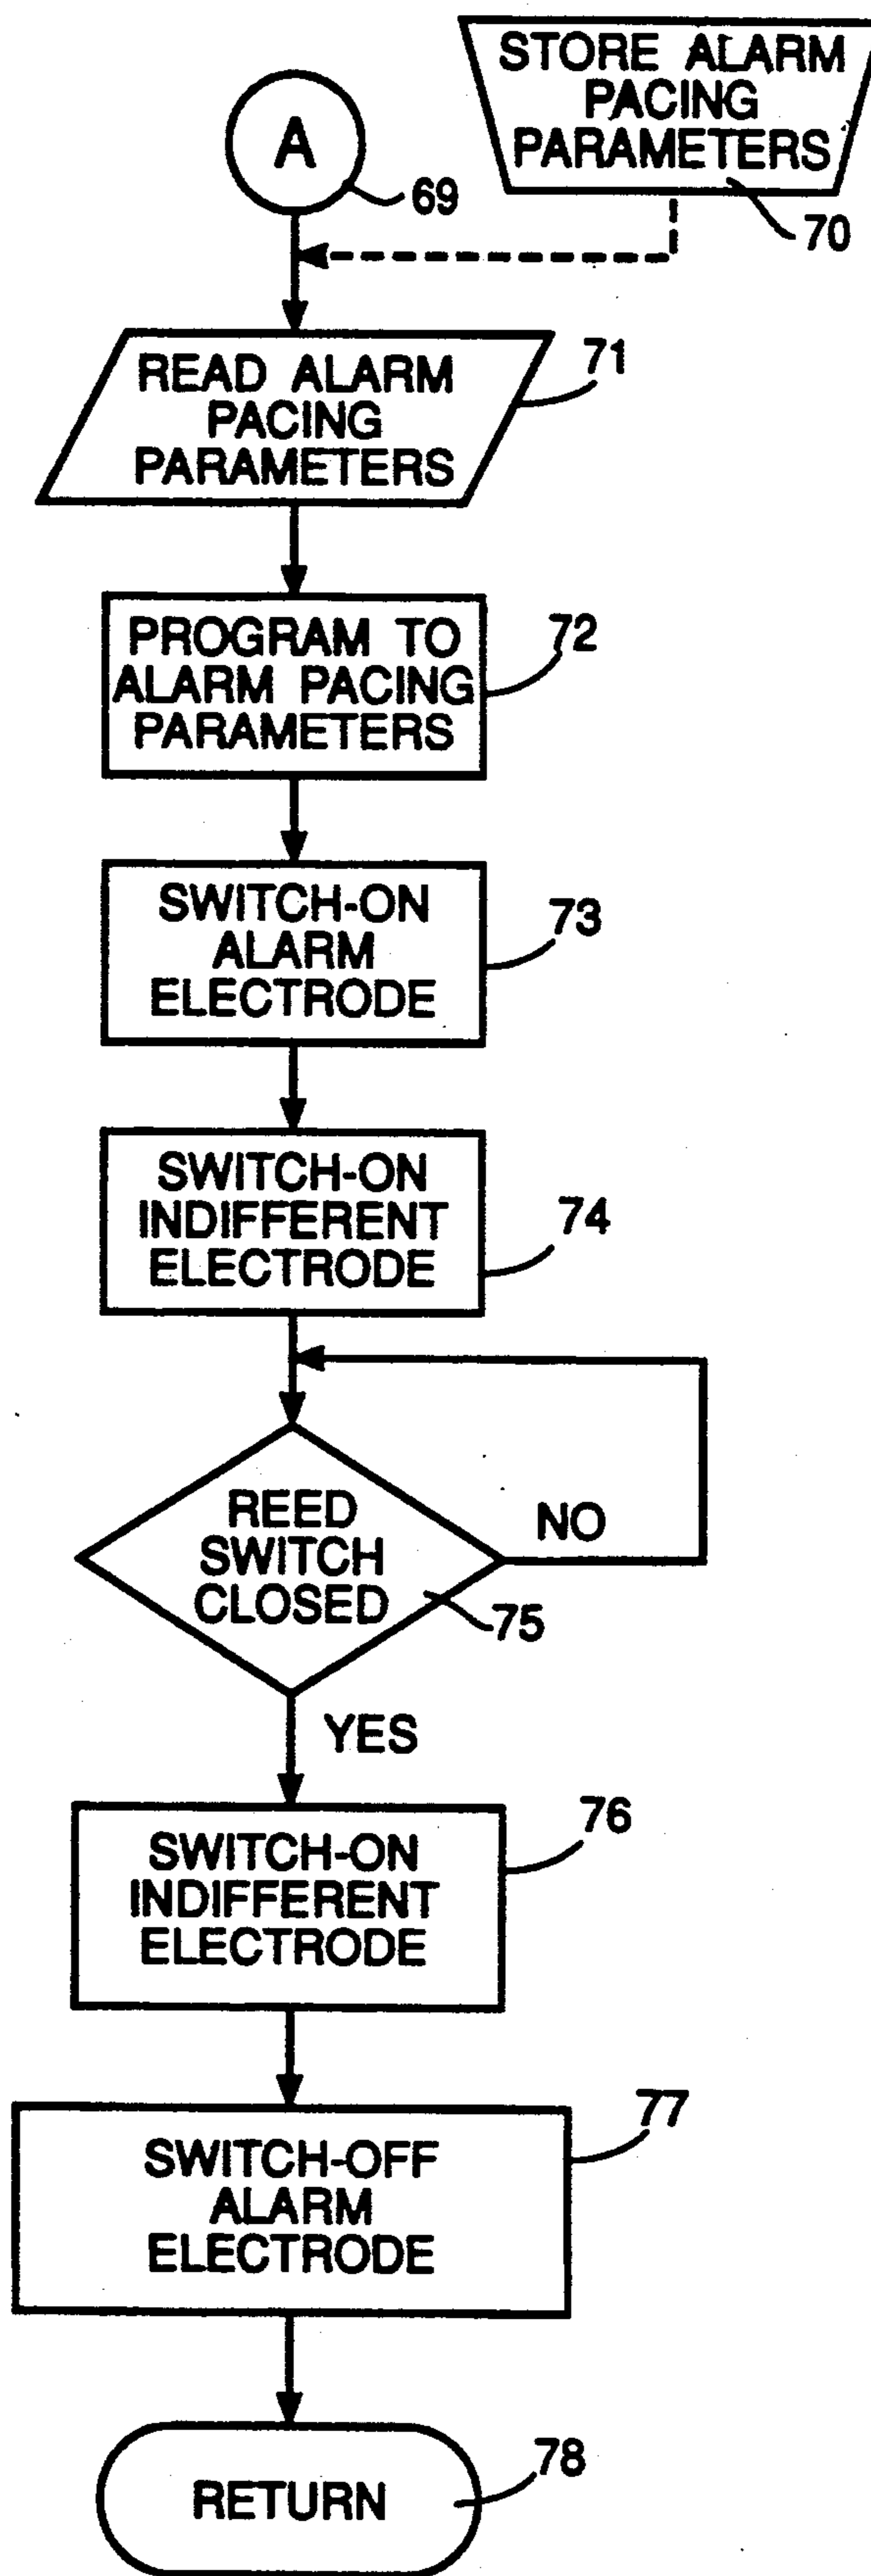 STORE ALARM
PACING
PARAMETERS
70
A
69
READ ALARM
PACING
PARAMETERS
71
PROGRAM TO
ALARM PACING
PARAMETERS
72
SWITCH-ON
ALARM
ELECTRODE
73
SWITCH-ON
INDIFFERENT
ELECTRODE
74
REED
SWITCH
CLOSED
NO
75
YES
SWITCH-ON
INDIFFERENT
ELECTRODE
76
SWITCH-OFF
ALARM
ELECTRODE
77
RETURN
78